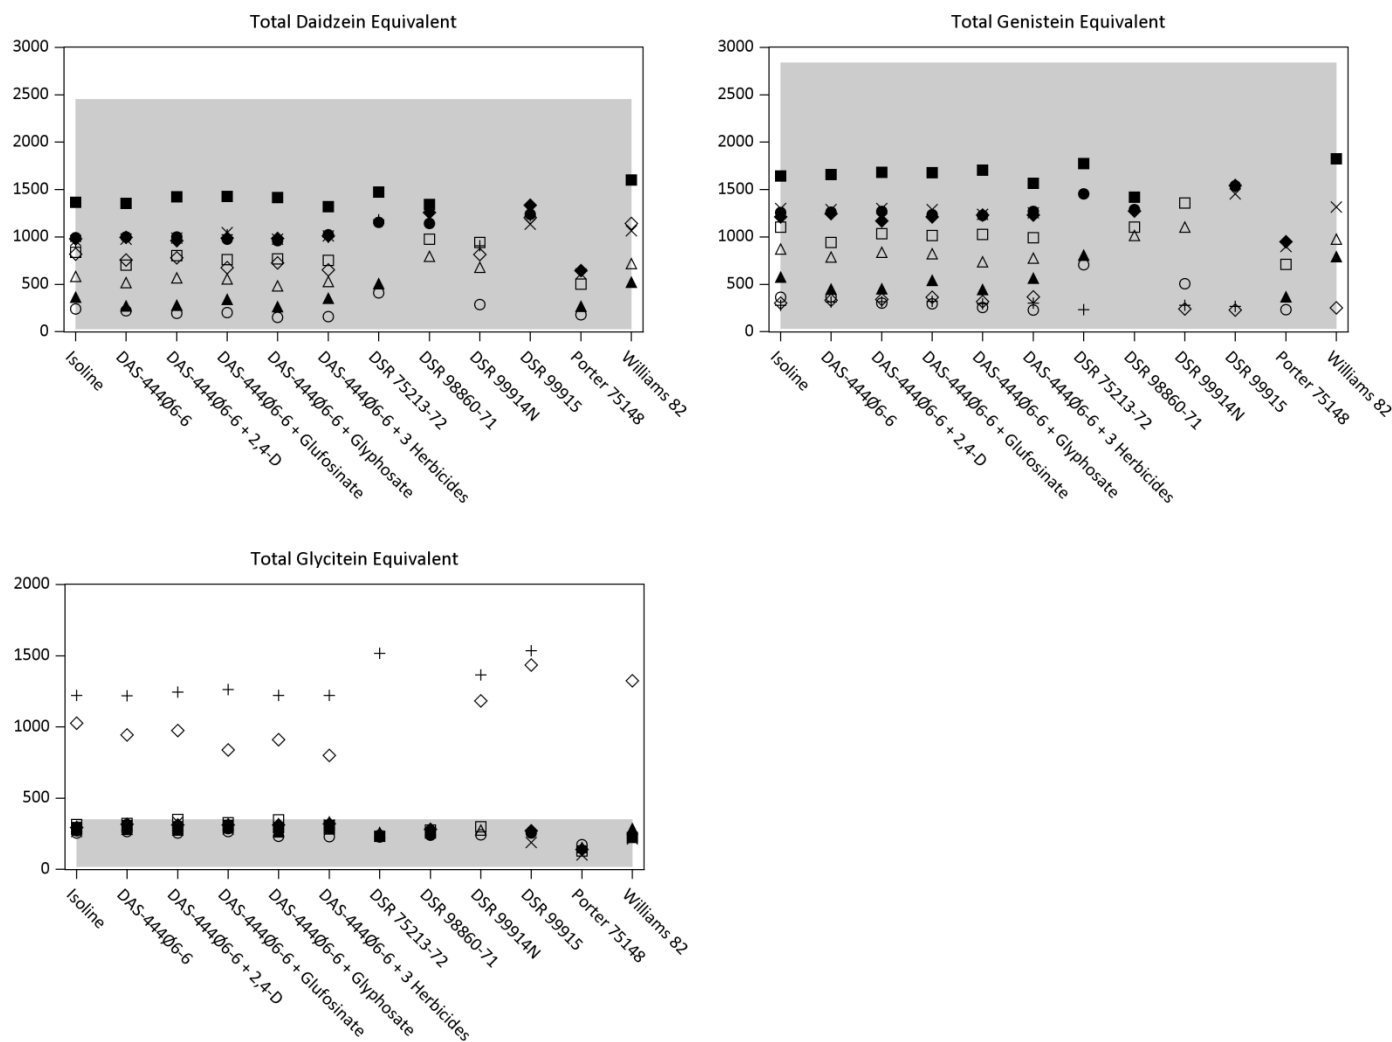 Total Daidzein Equivalent
3000
2500
2000
1500
1000
500
0
Isoline
DAS-444Ø6-6
DAS-444Ø6-6 + 2,4-D
DAS-444Ø6-6 + Glufosinate
DAS-444Ø6-6 + Glyphosate
DAS-444Ø6-6 + 3 Herbicides
DSR 75213-72
DSR 98860-71
DSR 99914N
DSR 99915
Porter 75148
Williams 82
Total Genistein Equivalent
3000
2500
2000
1500
1000
500
0
Isoline
DAS-444Ø6-6
DAS-444Ø6-6 + 2,4-D
DAS-444Ø6-6 + Glufosinate
DAS-444Ø6-6 + Glyphosate
DAS-444Ø6-6 + 3 Herbicides
DSR 75213-72
DSR 98860-71
DSR 99914N
DSR 99915
Porter 75148
Williams 82
Total Glycitein Equivalent
2000
1500
1000
500
0
Isoline
DAS-444Ø6-6
DAS-444Ø6-6 + 2,4-D
DAS-444Ø6-6 + Glufosinate
DAS-444Ø6-6 + Glyphosate
DAS-444Ø6-6 + 3 Herbicides
DSR 75213-72
DSR 98860-71
DSR 99914N
DSR 99915
Porter 75148
Williams 82